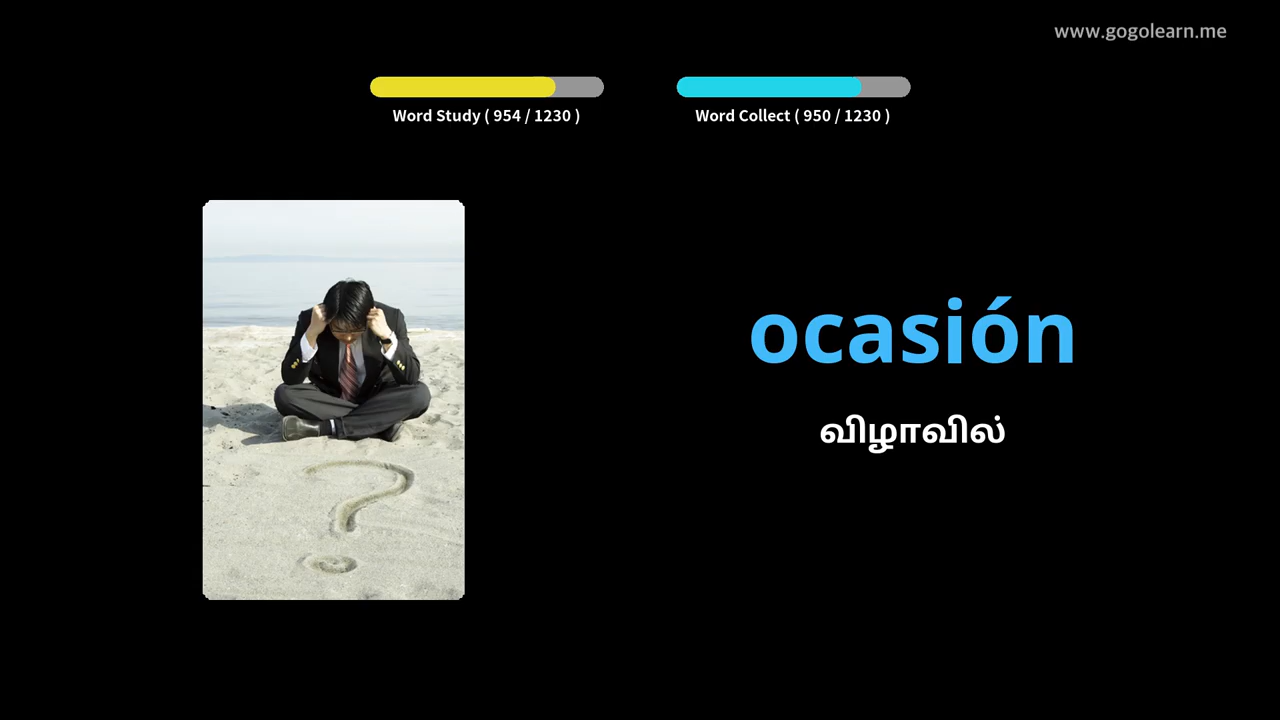 www.gogolearn.me
Word Study ( 954 / 1230 )
Word Collect ( 950 / 1230 )
ocasión
விழாவில்
?